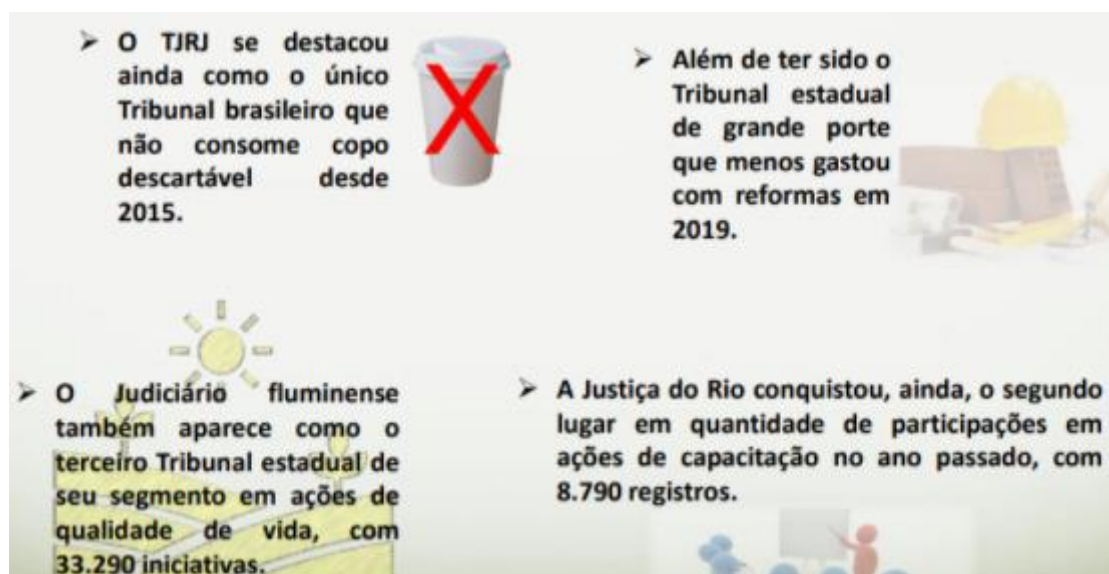 ➢ O TJRJ se destacou
ainda como o único
Tribunal brasileiro que
não consome copo
descartável desde
2015.
➢ Além de ter sido o
Tribunal estadual
de grande porte
que menos gastou
com reformas em
2019.
➢ O Judiciário fluminense
também aparece como o
terceiro Tribunal estadual de
seu segmento em ações de
qualidade de vida, com
33.290 iniciativas.
➢ A Justiça do Rio conquistou, ainda, o segundo
lugar em quantidade de participações em
ações de capacitação no ano passado, com
8.790 registros.